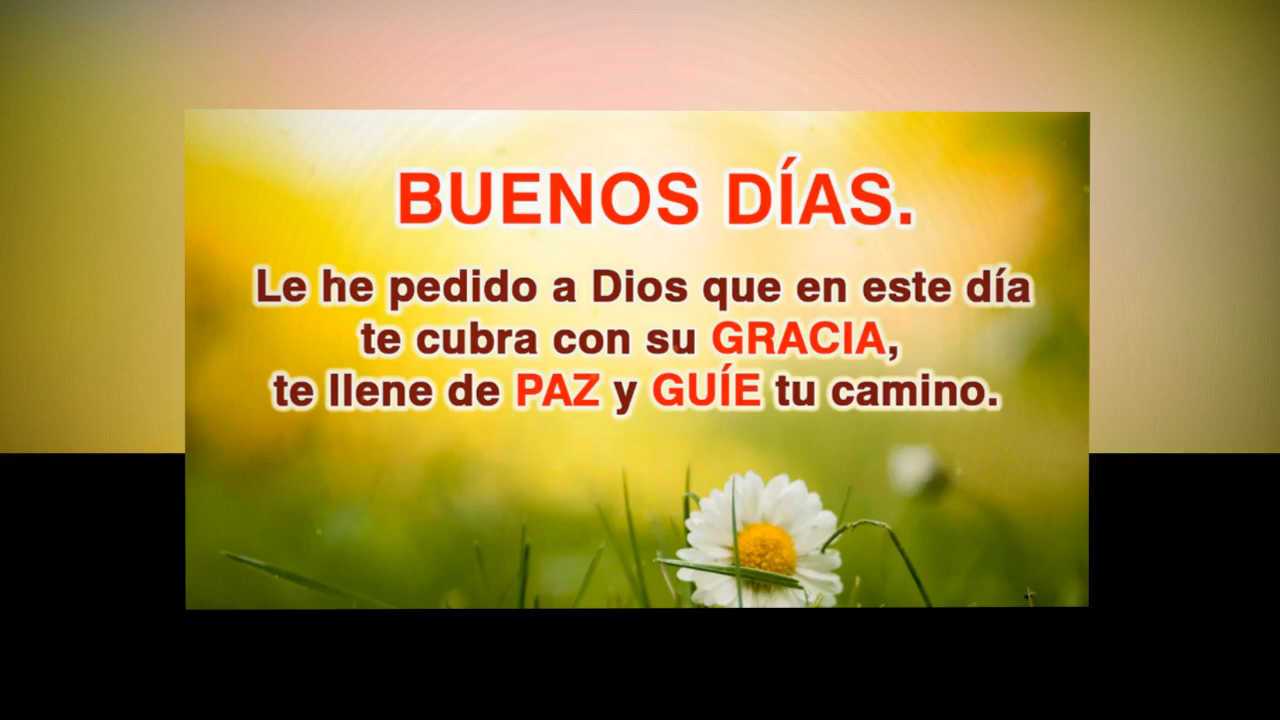 BUENOS DÍAS.
Le he pedido a Dios que en este día
te cubra con su GRACIA,
te llene de PAZ y GUÍE tu camino.